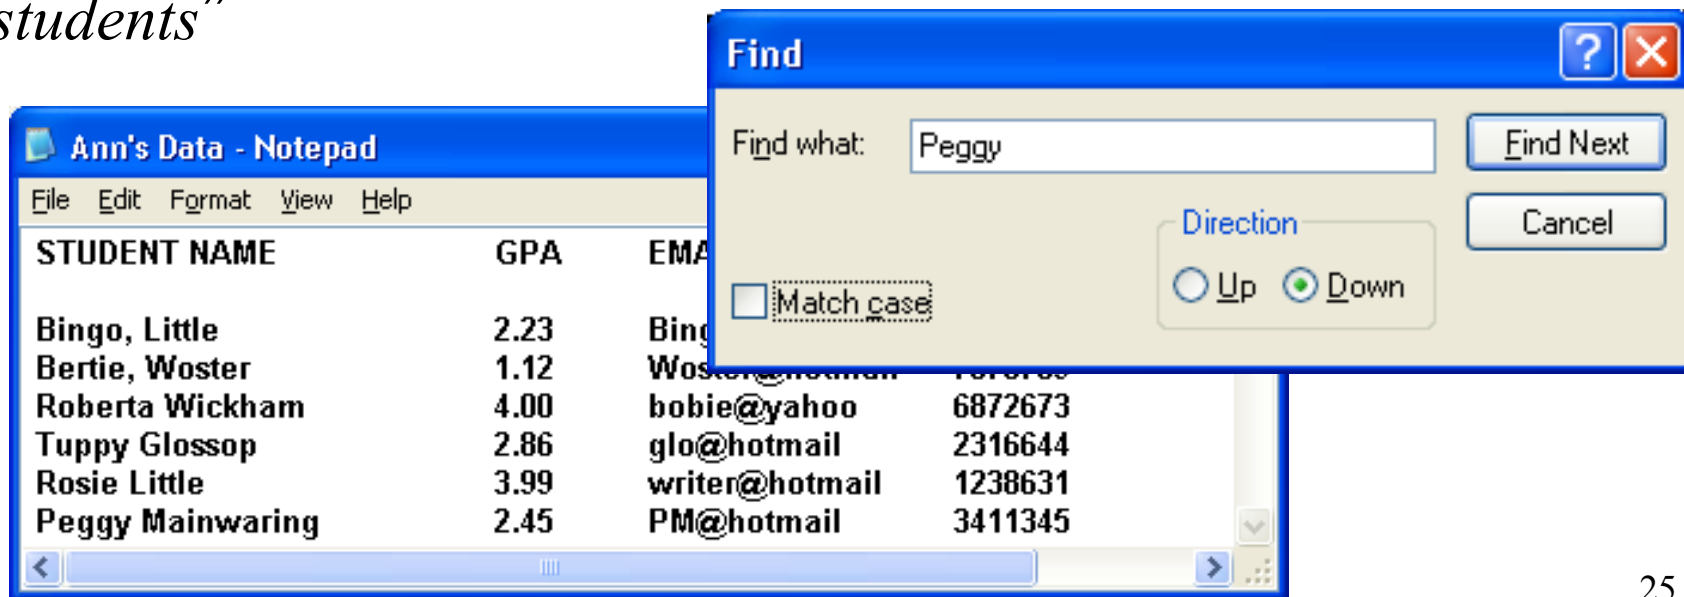 students"
Find
Find what: Peggy Find Next
Direction
Cancel
Match case Up Down
Ann's Data - Notepad
File Edit Format View Help
STUDENT NAME GPA
Bingo, Little 2.23
Bertie, Woster 1.12
Roberta Wickham 4.00 bobie@yahoo 6872673
Tuppy Glossop 2.86 glo@hotmail 2316644
Rosie Little 3.99 writer@hotmail 1238631
Peggy Mainwaring 2.45 PM@hotmail 3411345
25